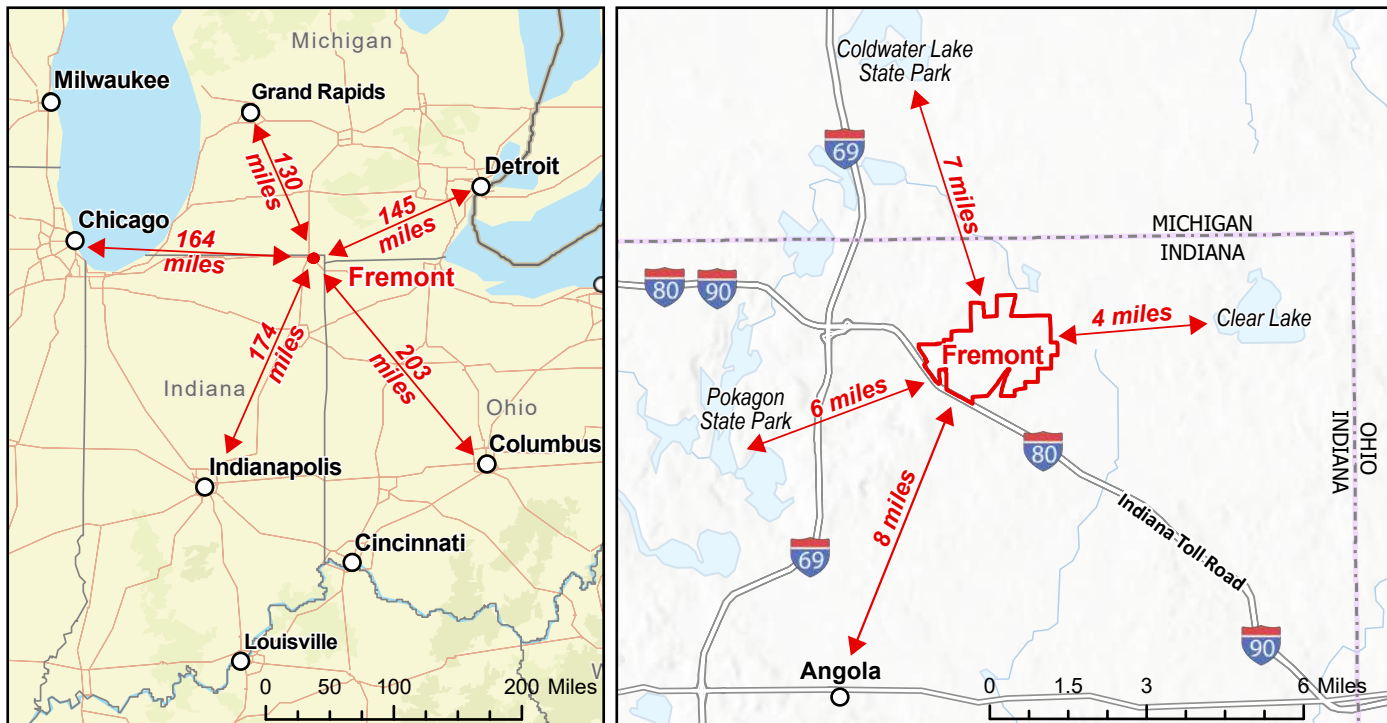 Michigan
Milwaukee
Grand Rapids
130
miles
Detroit
145
miles
Chicago
164
miles
Fremont
174
miles
203
miles
Indiana
Ohio
Indianapolis
Columbus
Cincinnati
Louisville
0 50 100 200 Miles
Coldwater Lake
State Park
69
7 miles
MICHIGAN
INDIANA
80 90
4 miles
Clear Lake
Fremont
Pokagon
State Park
6 miles
OHIO
INDIANA
80
8 miles
Indiana Toll Road
69
90
Angola
0 1.5 3 6 Miles